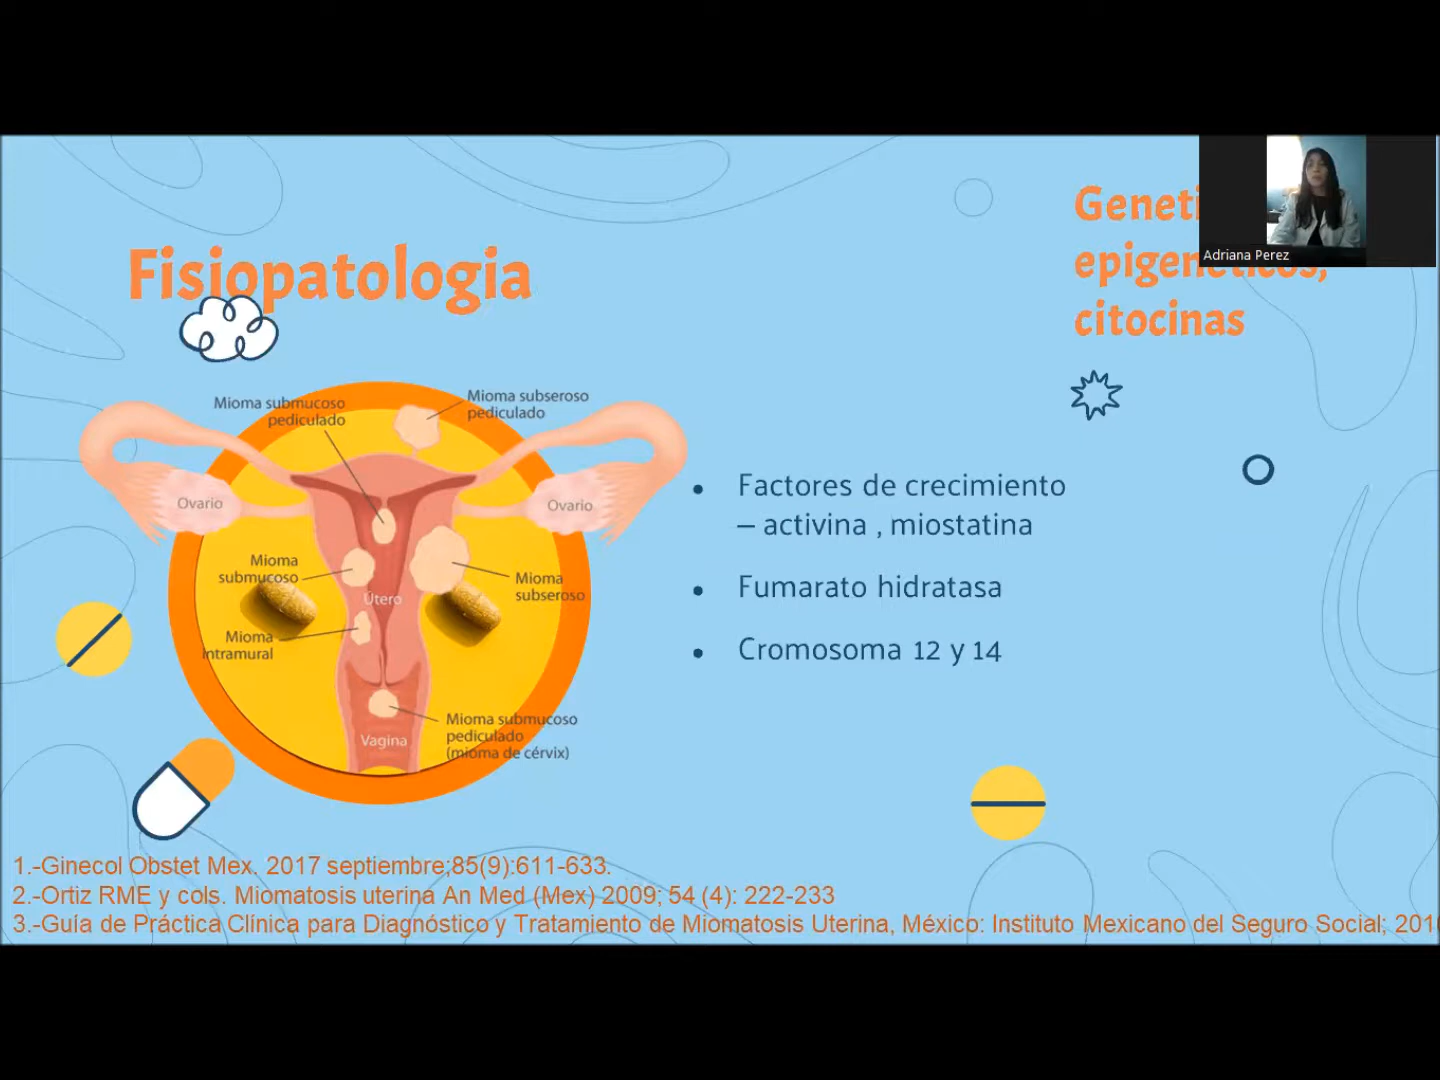 Fisiopatologia
Geneti
epigenéticos,
citocinas
Adriana Perez
Mioma submucoso
pediculado
Mioma subseroso
pediculado
Ovario
Ovario
Mioma
submucoso
Útero
Mioma
subseroso
Mioma
intramural
Mioma submucoso
pediculado
(mioma de cérvix)
Vagina
• Factores de crecimiento
– activina , miostatina
• Fumarato hidratasa
• Cromosoma 12 y 14
1.-Ginecol Obstet Mex. 2017 septiembre;85(9):611-633.
2.-Ortiz RME y cols. Miomatosis uterina An Med (Mex) 2009; 54 (4): 222-233
3.-Guía de Práctica Clínica para Diagnóstico y Tratamiento de Miomatosis Uterina, México: Instituto Mexicano del Seguro Social; 201